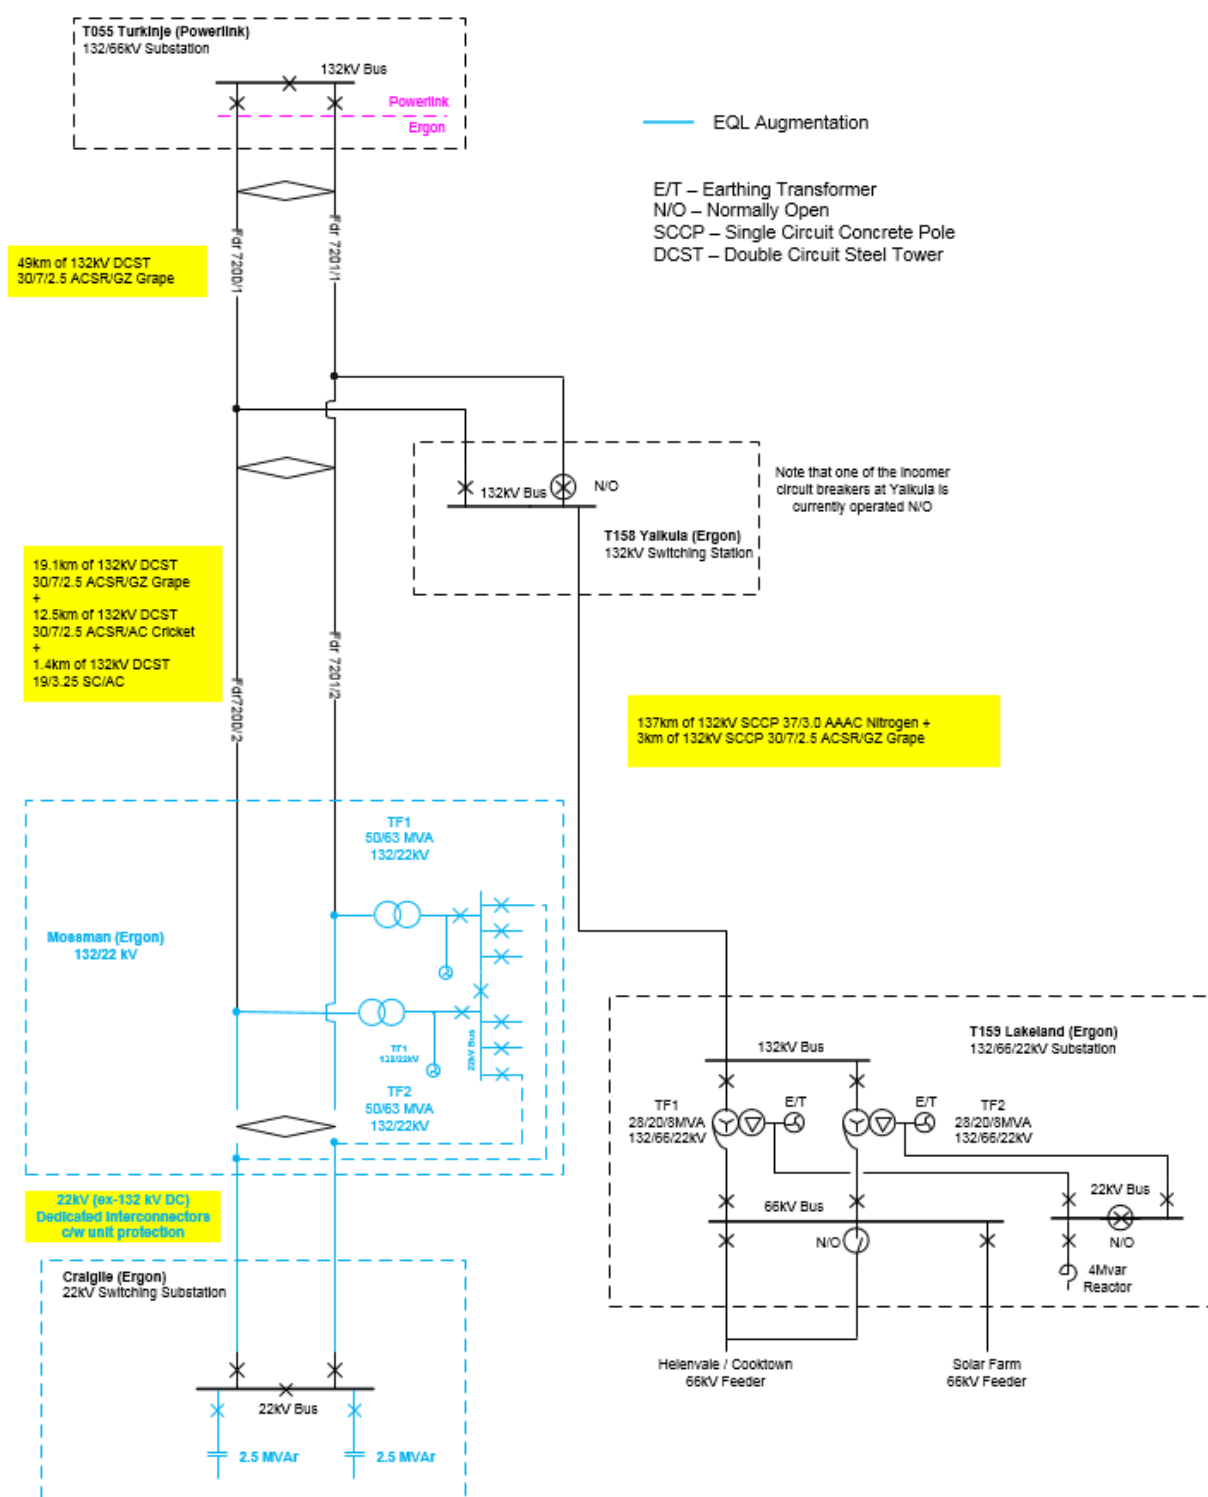 T055 Turkinje (Powerlink)
132/66kV Substation
132kV Bus
Powerlink
Ergon
EQL Augmentation
E/T – Earthing Transformer
N/O – Normally Open
SCCP – Single Circuit Concrete Pole
DCST – Double Circuit Steel Tower
Fdr 7200/1
Fdr 7201/1
49km of 132kV DCST
30/7/2.5 ACSR/GZ Grape
132kV Bus
N/O
T158 Yalkula (Ergon)
132kV Switching Station
Note that one of the incomer
circuit breakers at Yalkula is
currently operated N/O
19.1km of 132kV DCST
30/7/2.5 ACSR/GZ Grape
+
12.5km of 132kV DCST
30/7/2.5 ACSR/AC Cricket
+
1.4km of 132kV DCST
19/3.25 SC/AC
Fdr7200/2
Fdr 7201/2
137km of 132kV SCCP 37/3.0 AAAC Nitrogen +
3km of 132kV SCCP 30/7/2.5 ACSR/GZ Grape
TF1
50/63 MVA
132/22kV
Mossman (Ergon)
132/22 kV
TF1
132/22kV
22kV Bus
TF2
50/63 MVA
132/22kV
T159 Lakeland (Ergon)
132/66/22kV Substation
132kV Bus
TF1
28/20/8MVA
132/66/22kV
E/T
E/T
TF2
28/20/8MVA
132/66/22kV
66kV Bus
N/O
22kV Bus
N/O
4Mvar
Reactor
Helenvale / Cooktown
66kV Feeder
Solar Farm
66kV Feeder
22kV (ex-132 kV DC)
Dedicated Interconnectors
c/w unit protection
Craiglie (Ergon)
22kV Switching Substation
22kV Bus
2.5 MVAr
2.5 MVAr